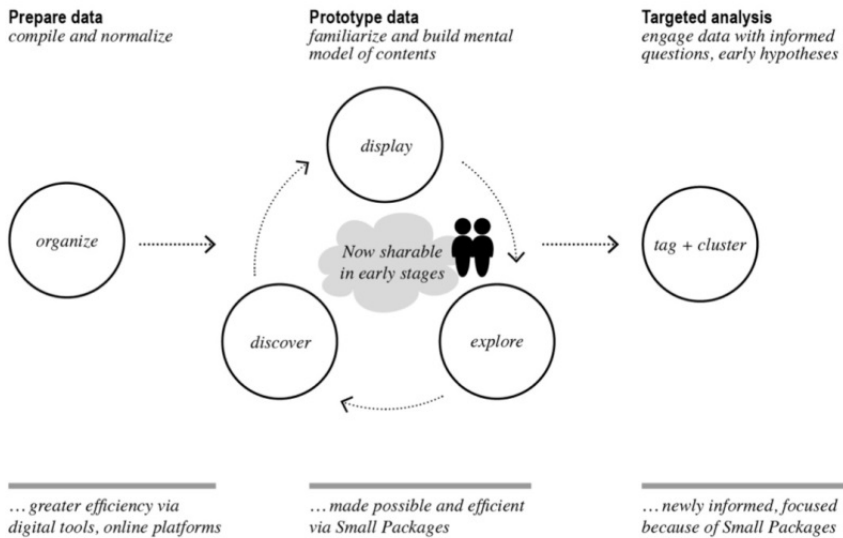 Prepare data
compile and normalize
Prototype data
familiarize and build mental
model of contents
Targeted analysis
engage data with informed
questions, early hypotheses
display
organize
Now sharable
in early stages
tag + cluster
discover
explore
…greater efficiency via
digital tools, online platforms
…made possible and efficient
via Small Packages
…newly informed, focused
because of Small Packages